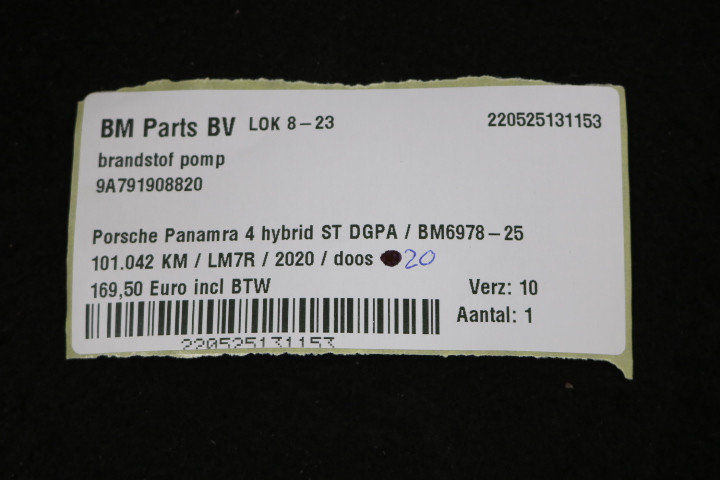 BM Parts BV LOK 8-23 220525131153
brandstof pomp
9A791908820
Porsche Panamra 4 hybrid ST DGPA / BM6978-25
101.042 KM / LM7R / 2020 / doos 20
169,50 Euro incl BTW Verz: 10
Aantal: 1
220525131153